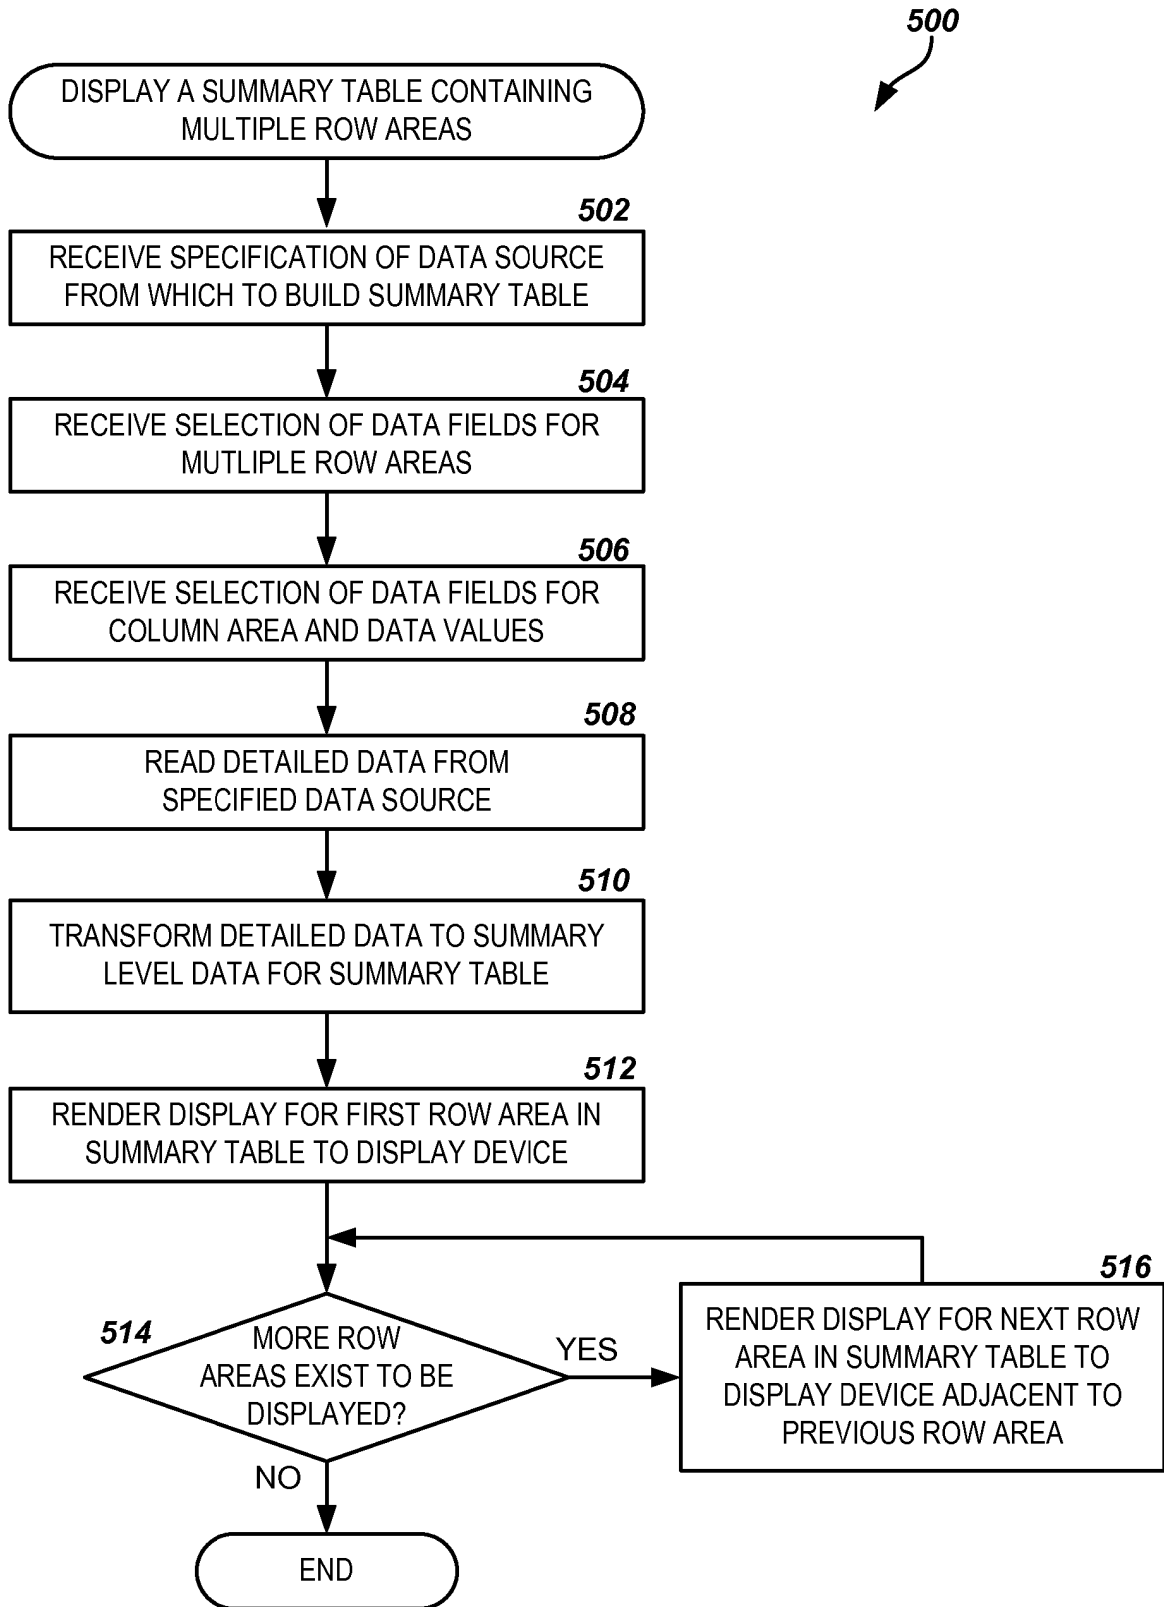 500
DISPLAY A SUMMARY TABLE CONTAINING
MULTIPLE ROW AREAS
502
RECEIVE SPECIFICATION OF DATA SOURCE
FROM WHICH TO BUILD SUMMARY TABLE
504
RECEIVE SELECTION OF DATA FIELDS FOR
MUTLIPLE ROW AREAS
506
RECEIVE SELECTION OF DATA FIELDS FOR
COLUMN AREA AND DATA VALUES
508
READ DETAILED DATA FROM
SPECIFIED DATA SOURCE
510
TRANSFORM DETAILED DATA TO SUMMARY
LEVEL DATA FOR SUMMARY TABLE
512
RENDER DISPLAY FOR FIRST ROW AREA IN
SUMMARY TABLE TO DISPLAY DEVICE
514
MORE ROW
AREAS EXIST TO BE
DISPLAYED?
YES
516
RENDER DISPLAY FOR NEXT ROW
AREA IN SUMMARY TABLE TO
DISPLAY DEVICE ADJACENT TO
PREVIOUS ROW AREA
NO
END